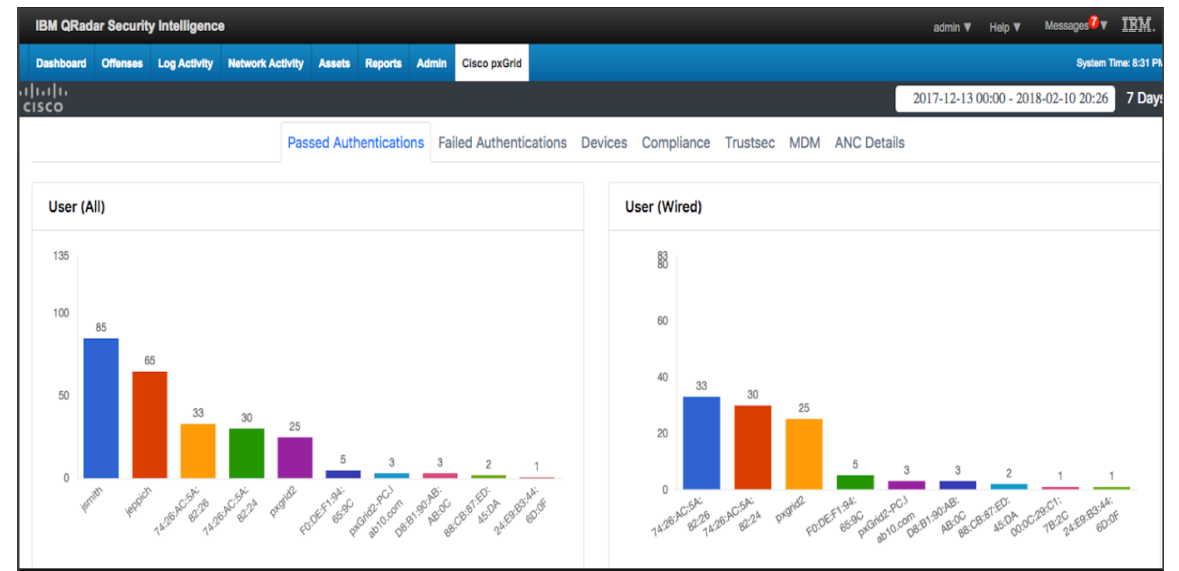 IBM QRadar Security Intelligence
admin ▼ Help ▼ Messages 7 ▼ IBM.
Dashboard Offenses Log Activity Network Activity Assets Reports Admin Cisco pxGrid System Time: 8:31 PM
CISCO
2017-12-13 00:00 - 2018-02-10 20:26 7 Days
Passed Authentications Failed Authentications Devices Compliance Trustsec MDM ANC Details
User (All)
135
100
50
0
85
65
33
30
25
5
3
3
2
1
jsmith
jeppich
74:26:AC:5A:
82:26
74:26:AC:5A:
82:24
pxgrid2
F0:DE:F1:94:
65:9C
pxGrid2-PC.l
ab10.com
D8:B1:90:AB:
AB:0C
88:CB:87:ED:
45:DA
24:E9:B3:44:
6D:0F
User (Wired)
83
80
60
40
20
0
33
30
25
5
3
3
2
1
1
74:26:AC:5A:
82:26
74:26:AC:5A:
82:24
pxgrid2
F0:DE:F1:94:
65:9C
pxGrid2-PC.l
ab10.com
D8:B1:90:AB:
AB:0C
88:CB:87:ED:
45:DA
00:0C:29:C1:
7B:2C
24:E9:B3:44:
6D:0F